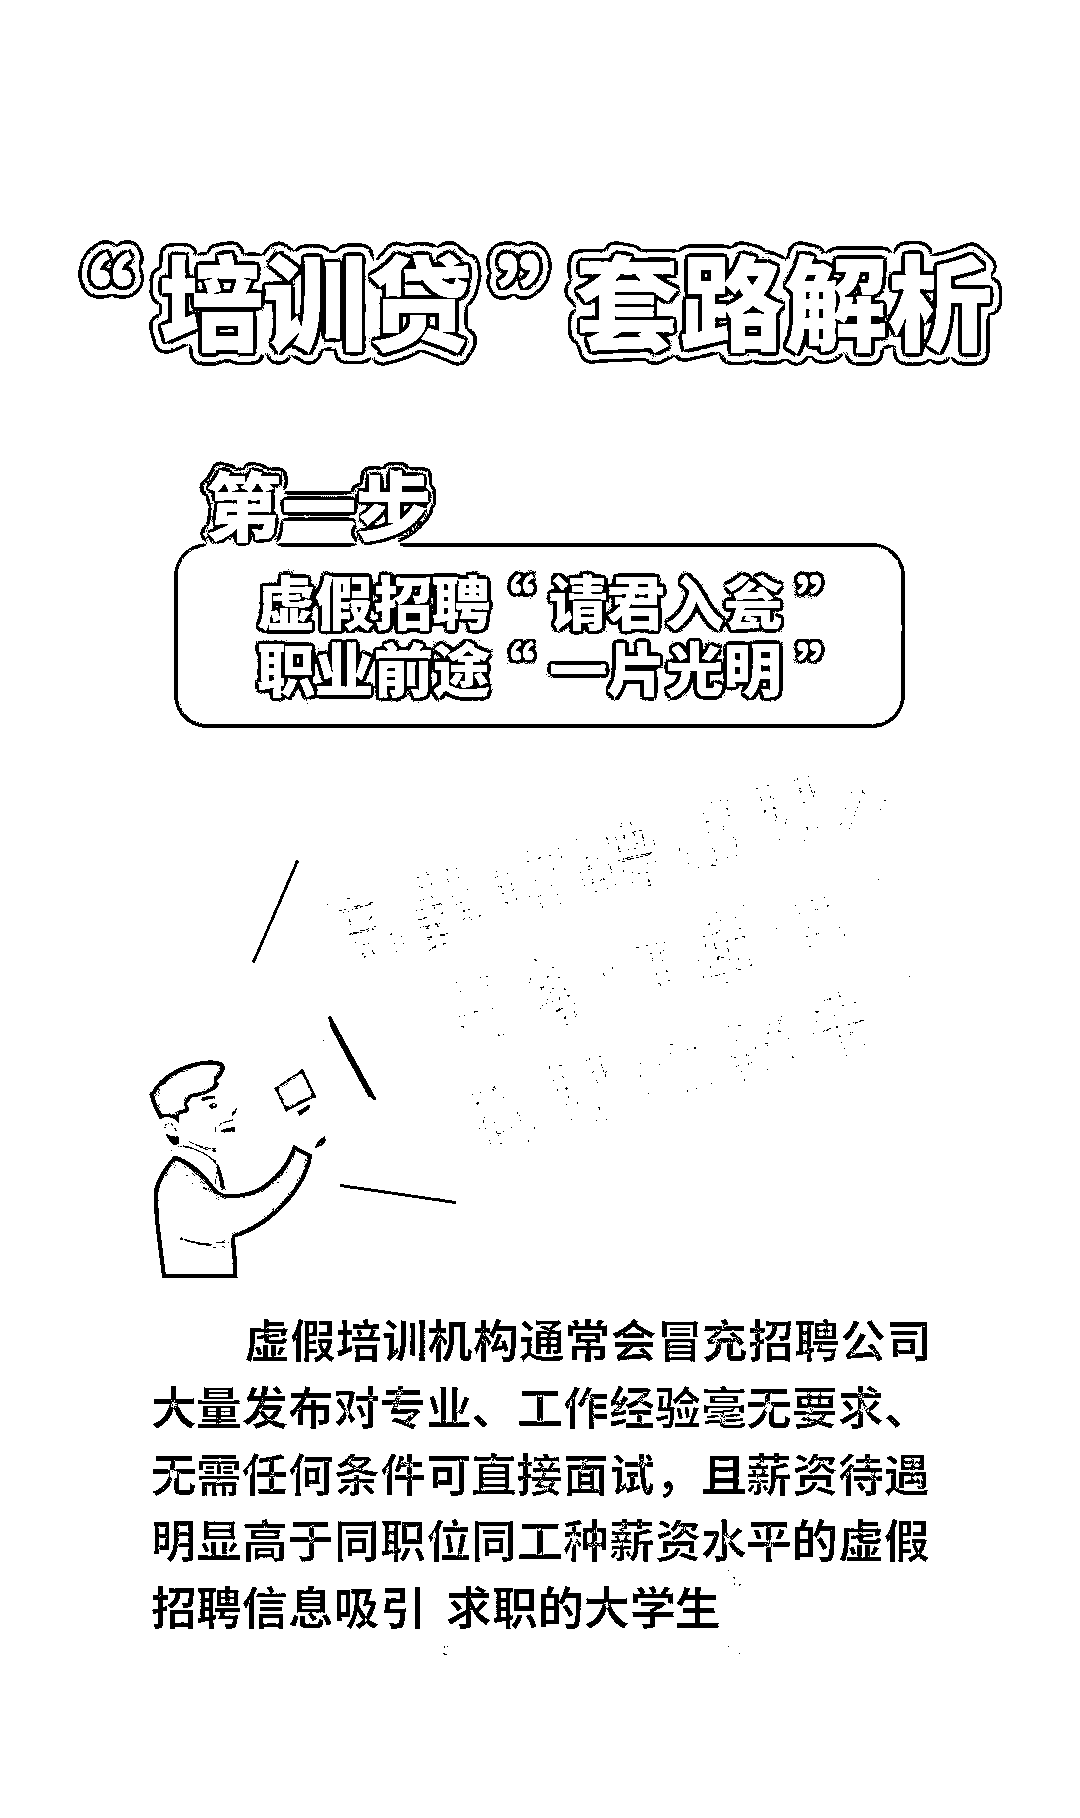 “培训贷”套路解析
第一步
虚假招聘“请君入瓮”
职业前途“一片光明”
虚假培训机构通常会冒充招聘公司
大量发布对专业、工作经验毫无要求、
无需任何条件可直接面试，且薪资待遇
明显高于同职位同工种薪资水平的虚假
招聘信息吸引 求职的大学生